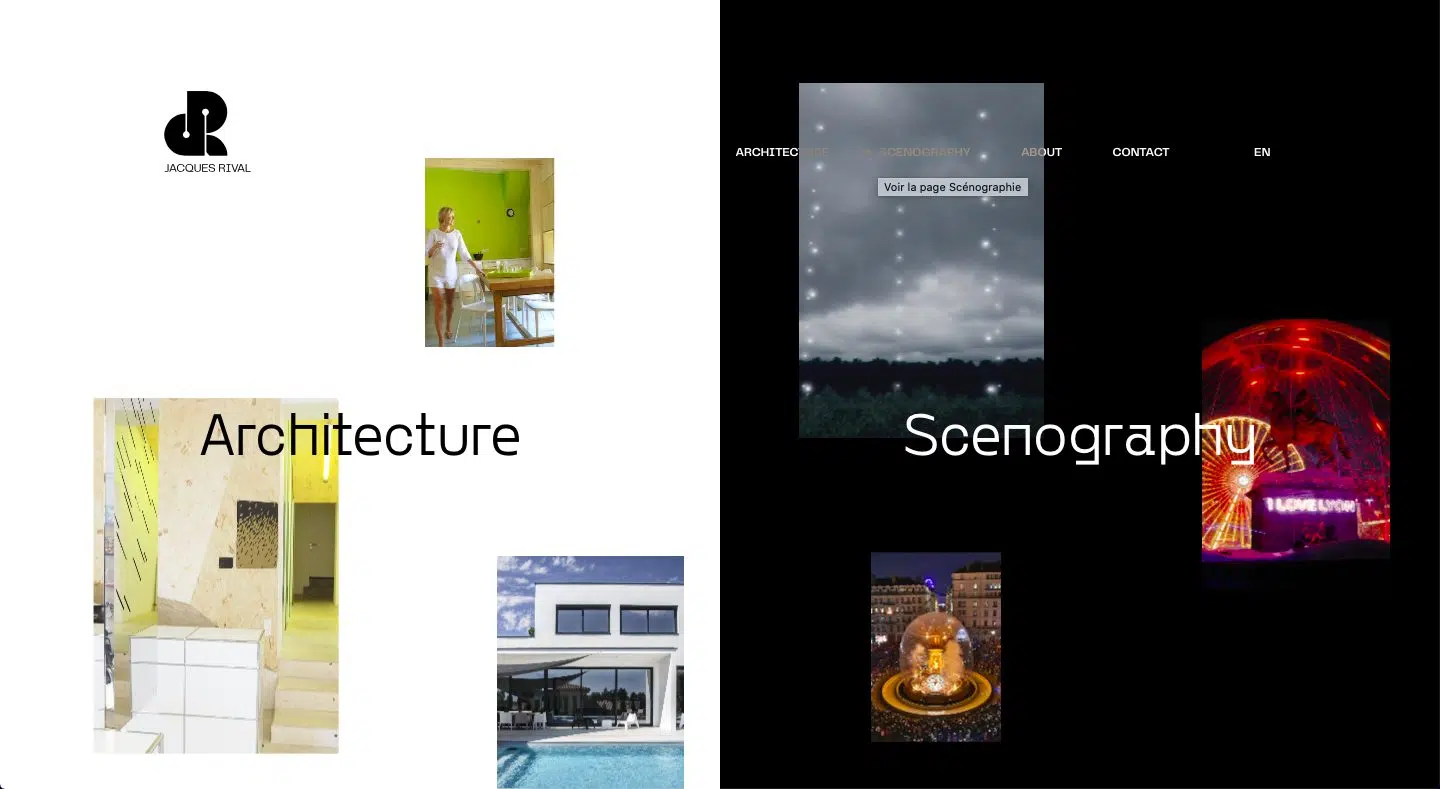 JACQUES RIVAL
ARCHITECTURE SCENOGRAPHY ABOUT CONTACT EN
Voir la page Scénographie
Architecture
Scenography
I LOVE LYON